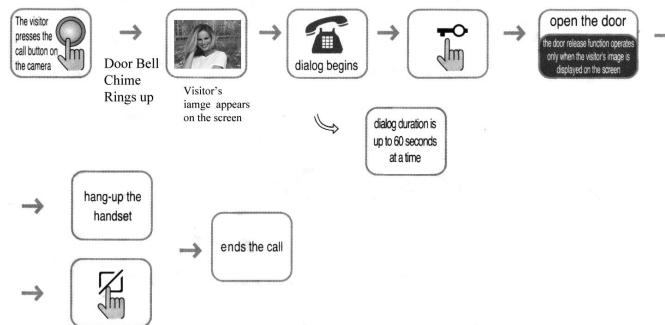 The visitor
presses the
call button on
the camera
Door Bell
Chime
Rings up
Visitor's
iamge appears
on the screen
dialog begins
open the door
the door release function operates
only when the visitor's image is
displayed on the screen
dialog duration is
up to 60 seconds
at a time
hang-up the
handset
ends the call